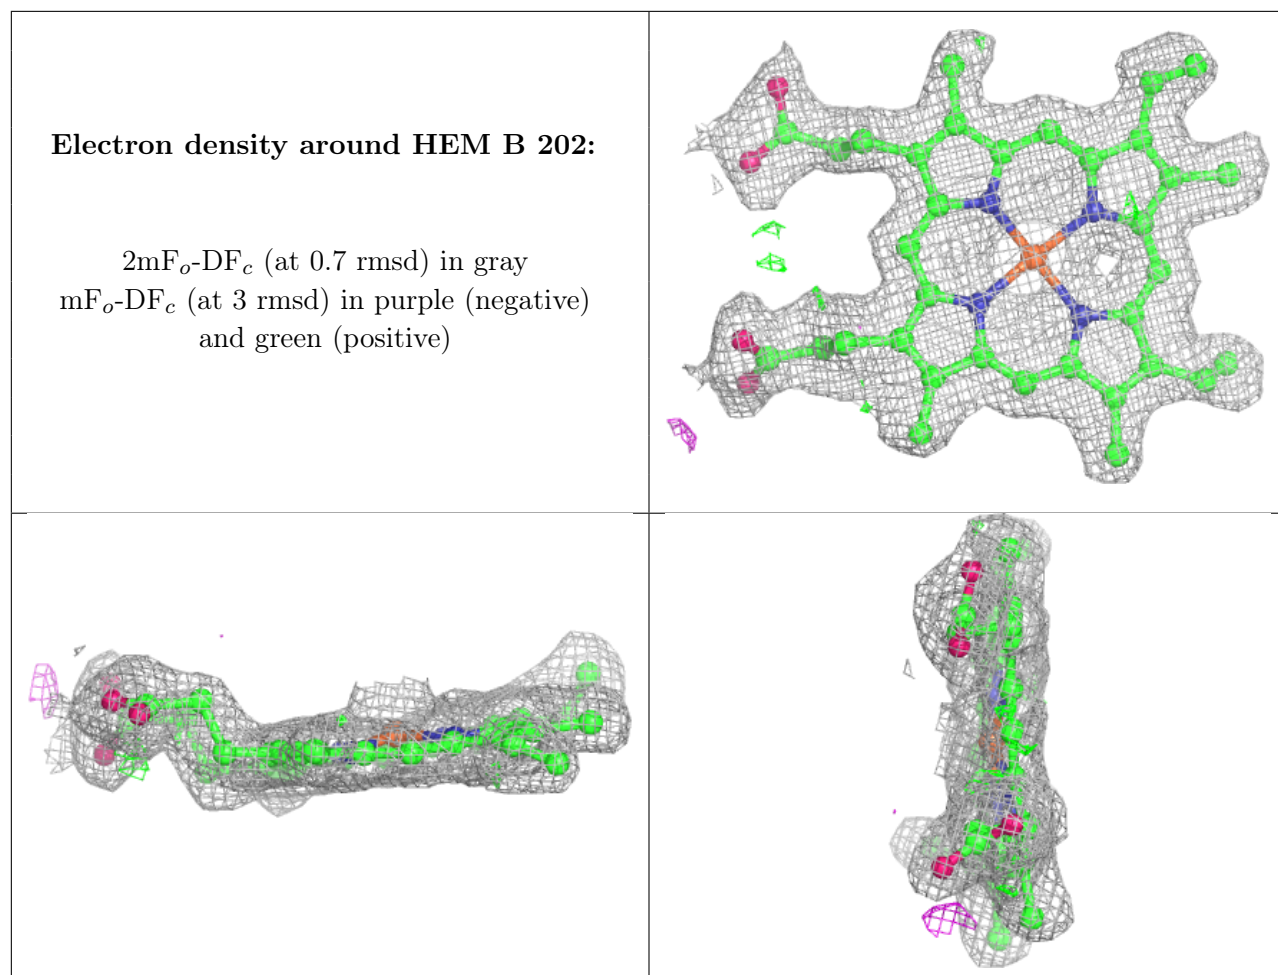 Electron density around HEM B 202:
2mFo-DFc (at 0.7 rmsd) in gray
mFo-DFc (at 3 rmsd) in purple (negative)
and green (positive)